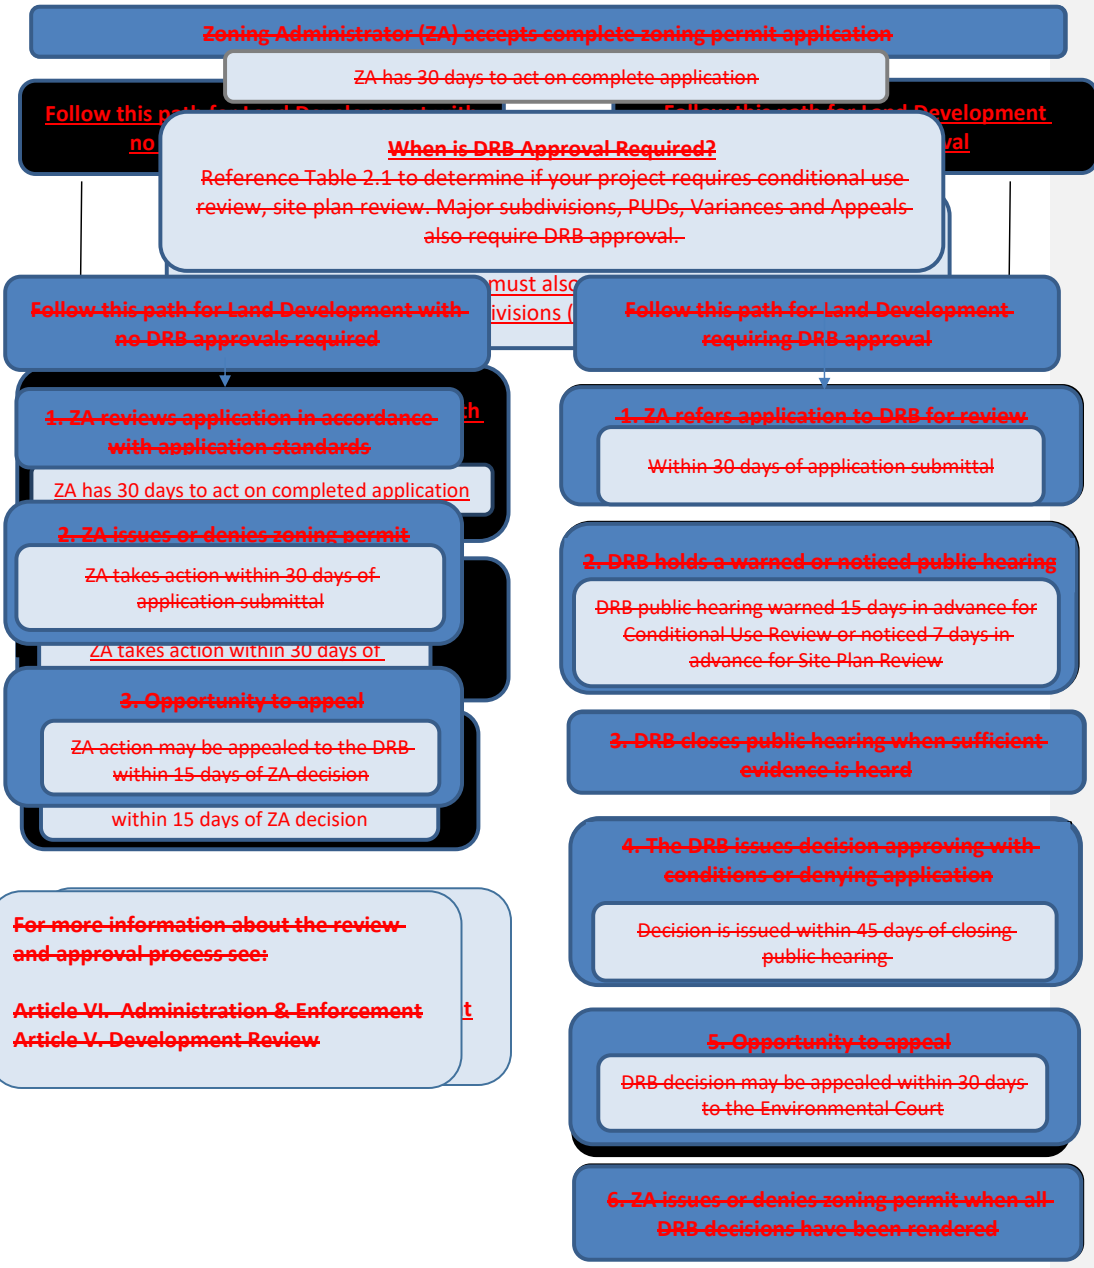 Zoning Administrator (ZA) accepts complete zoning permit application
ZA has 30 days to act on complete application
Follow this
no
Follow this path for Land Development
When is DRB Approval Required?
Reference Table 2.1 to determine if your project requires conditional use
review, site plan review. Major subdivisions, PUDs, Variances and Appeals
also require DRB approval.
must also
Follow this path for Land Development with
no DRB approvals required
1. ZA reviews application in accordance
with application standards
ZA has 30 days to act on completed application
2. ZA issues or denies zoning permit
ZA takes action within 30 days of
application submittal
ZA takes action within 30 days of
3. Opportunity to appeal
ZA action may be appealed to the DRB
within 15 days of ZA decision
within 15 days of ZA decision
For more information about the review
and approval process see:
Article VI. Administration & Enforcement
Article V. Development Review
Follow this path for Land Development
requiring DRB approval
1. ZA refers application to DRB for review
Within 30 days of application submittal
2. DRB holds a warned or noticed public hearing
DRB public hearing warned 15 days in advance for
Conditional Use Review or noticed 7 days in
advance for Site Plan Review
3. DRB closes public hearing when sufficient
evidence is heard
4. The DRB issues decision approving with
conditions or denying application
Decision is issued within 45 days of closing
public hearing
5. Opportunity to appeal
DRB decision may be appealed within 30 days
to the Environmental Court
6. ZA issues or denies zoning permit when all
DRB decisions have been rendered